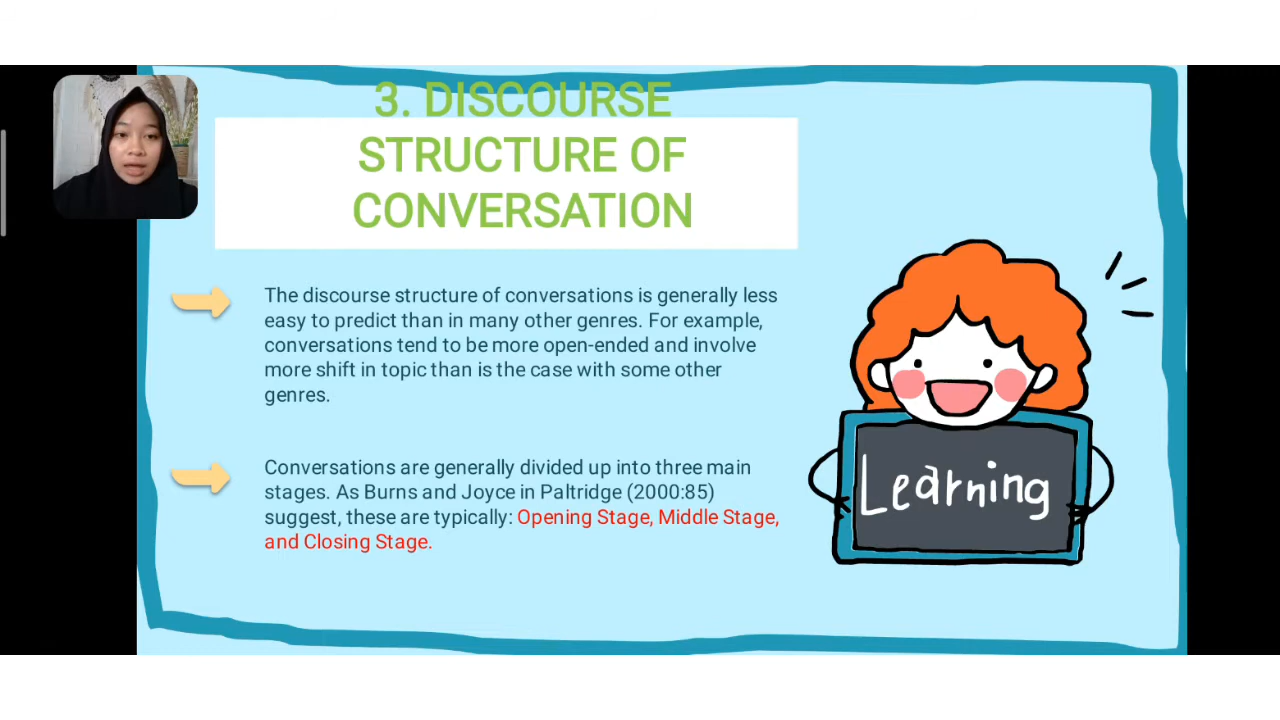 3. DISCOURSE
STRUCTURE OF
CONVERSATION
The discourse structure of conversations is generally less
easy to predict than in many other genres. For example,
conversations tend to be more open-ended and involve
more shift in topic than is the case with some other
genres.
Conversations are generally divided up into three main
stages. As Burns and Joyce in Paltridge (2000:85)
suggest, these are typically: Opening Stage, Middle Stage,
and Closing Stage.
Learning